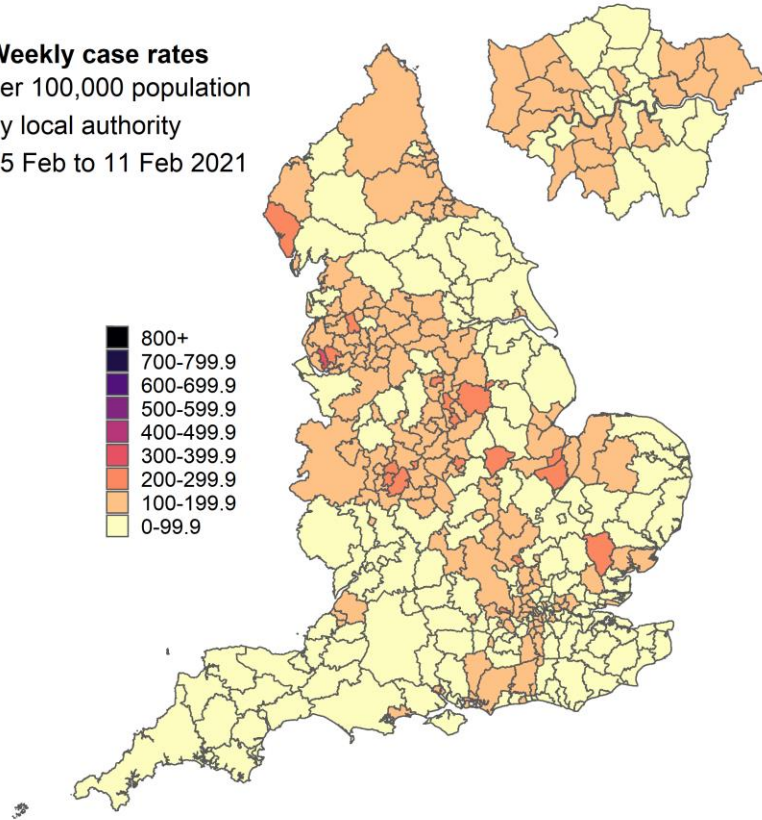 Weekly case rates
er 100,000 population
y local authority
5 Feb to 11 Feb 2021
800+
700-799.9
600-699.9
500-599.9
400-499.9
300-399.9
200-299.9
100-199.9
0-99.9